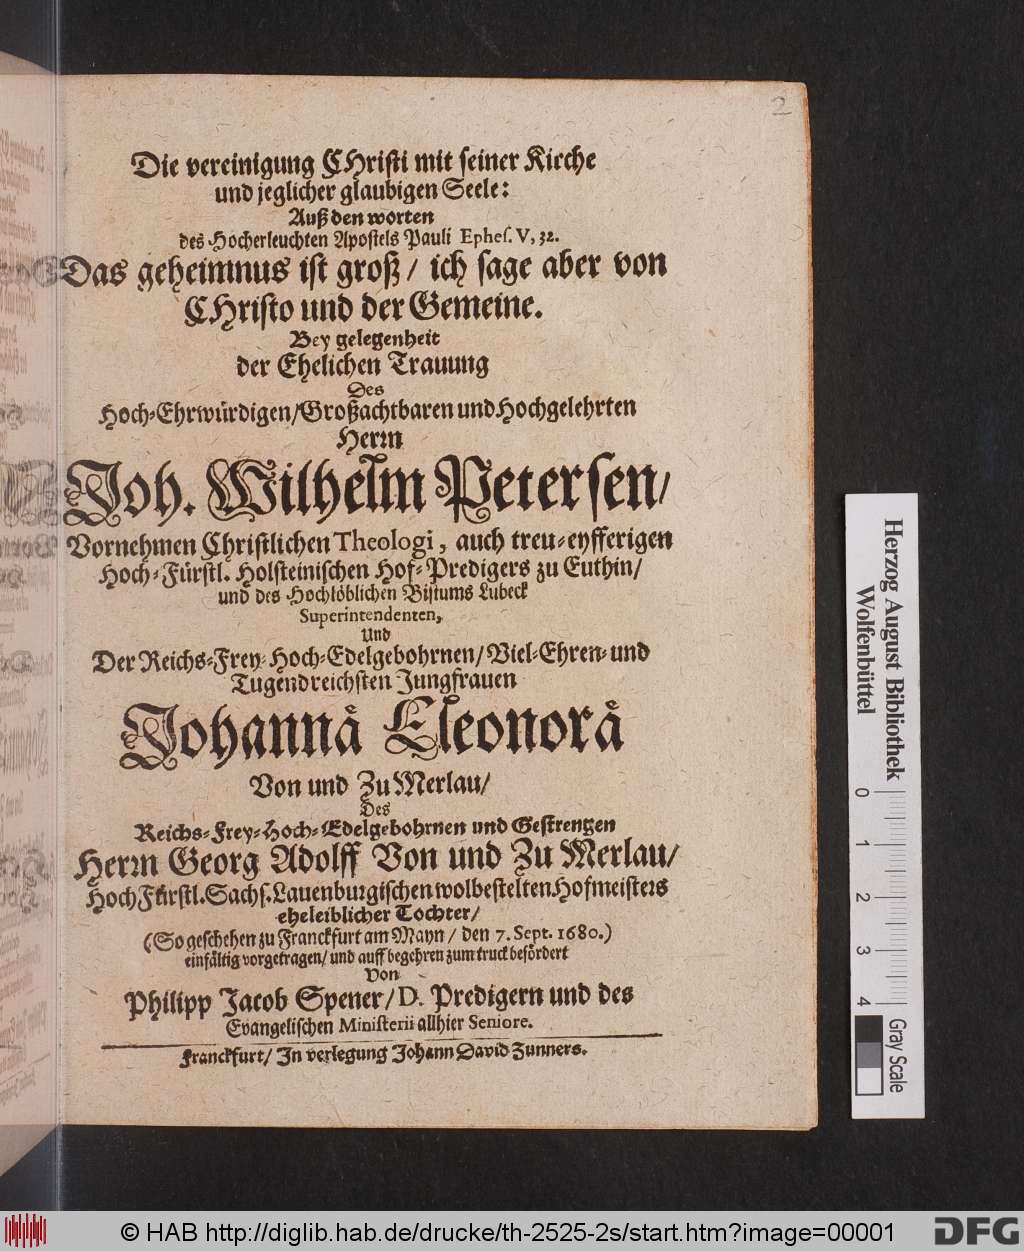 2
Die vereinigung CHristi mit seiner Kirche
und jeglicher glaubigen Seele:
Auß den worten
des Hocherleuchten Apostels Pauli Ephes. V, 32.
Das geheimnus ist groß / ich sage aber von
CHristo und der Gemeine.
Bey gelegenheit
der Ehelichen Trauung
Des
Hoch-Ehrwürdigen/Großachtbaren und Hochgelehrten
Herrn
Joh. Wilhelm Petersen/
Vornehmen Christlichen Theologi, auch treu-eyfferigen
Hoch-Fürstl. Holsteinischen Hof-Predigers zu Euthin/
und des Hochlöblichen Bistums Lubeck
Superintendenten,
Und
Der Reichs-Frey-Hoch-Edelgebohrnen/ Viel-Ehren- und
Tugendreichsten Jungfrauen
Johannå Eleonorå
Von und Zu Merlau/
Des
Reichs-Frey-Hoch-Edelgebohrnen und Gestrengen
Herrn Georg Adolff Von und Zu Merlau/
Hoch Fürstl. Sachs. Lauenburgischen wolbestelten Hofmeisters
eheleiblicher Tochter/
(So geschehen zu Franckfurt am Mayn / den 7. Sept. 1680.)
einfältig vorgetragen/ und auff begehren zum truck befördert
Von
Philipp Jacob Spener/ D. Predigern und des
Evangelischen Ministerii allhier Seniore.
Franckfurt/ In verlegung Johann David Zunners.
Herzog August Bibliothek
Wolfenbüttel
0 1 2 3 4
Gray Scale
© HAB http://diglib.hab.de/drucke/th-2525-2s/start.htm?image=00001
DFG